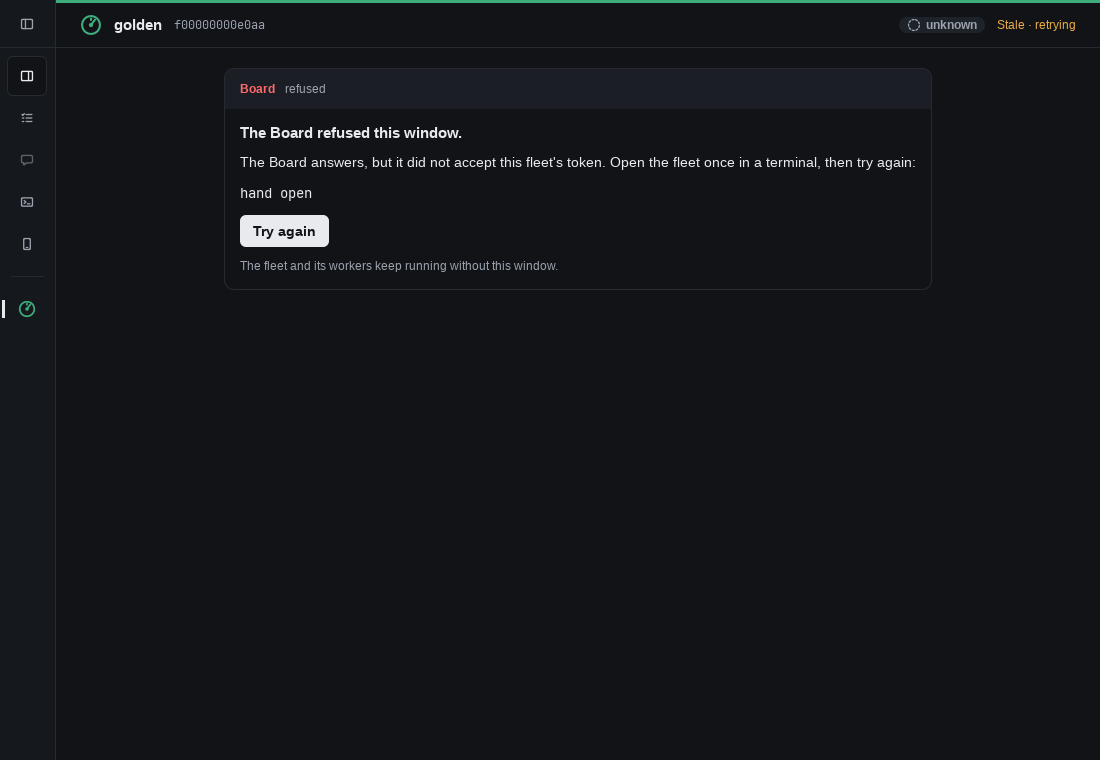 golden f00000000e0aa unknown Stale · retrying
Board refused
The Board refused this window.
The Board answers, but it did not accept this fleet's token. Open the fleet once in a terminal, then try again:
hand open
Try again
The fleet and its workers keep running without this window.